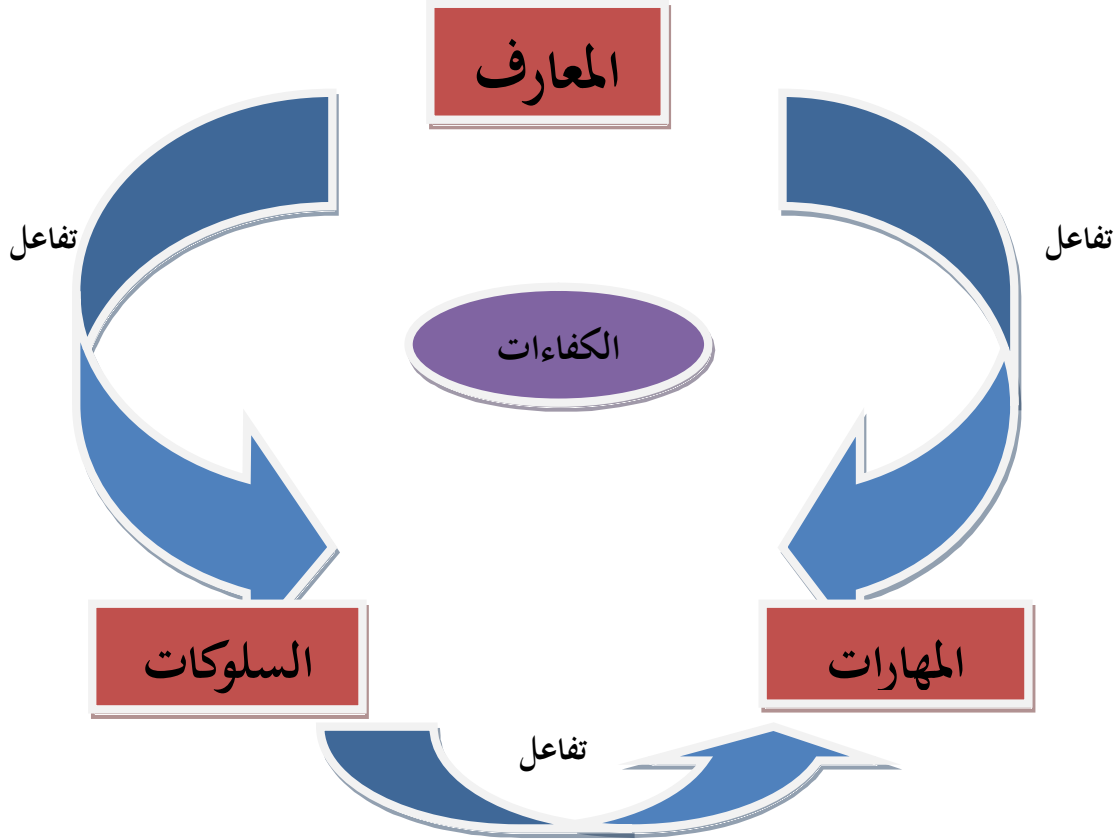 المعارف
تفاعل
تفاعل
الكفاءات
المهارات
السلوكات
تفاعل